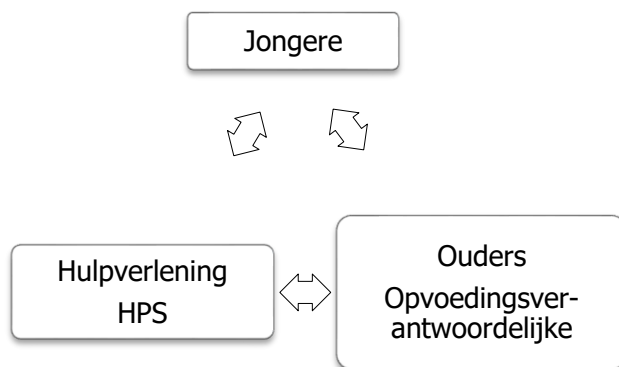 Jongere
Hulpverlening
HPS
Ouders
Opvoedingsver-
antwoordelijke